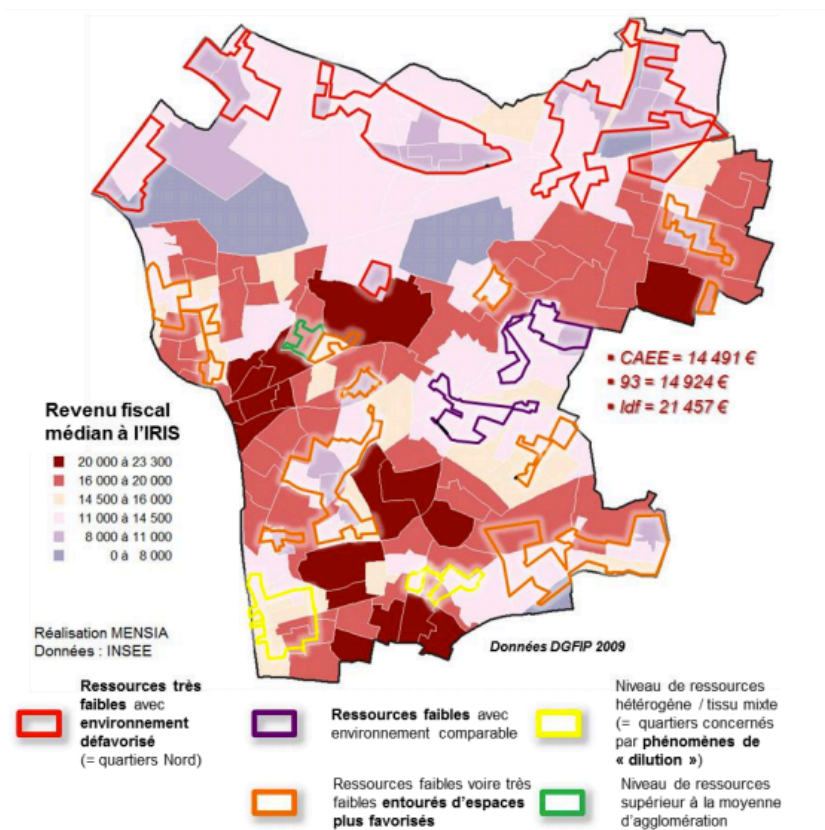 • CAEE = 14 491 €
• 93 = 14 924 €
• Idf = 21 457 €
Revenu fiscal
médian à l'IRIS
20 000 á 23 300
16 000 á 20 000
14 500 á 16 000
11 000 á 14 500
8 000 á 11 000
0 á 8 000
Réalisation MENSIA
Données : INSEE
Données DGFIP 2009
Ressources très
faibles avec
environnement
défavorisé
(= quartiers Nord)
Ressources faibles avec
environnement comparable
Niveau de ressources
hétérogène / tissu mixte
(= quartiers concernés
par phénomènes de
« dilution »)
Ressources faibles voire très
faibles entourés d'espaces
plus favorisés
Niveau de ressources
supérieur à la moyenne
d'agglomération